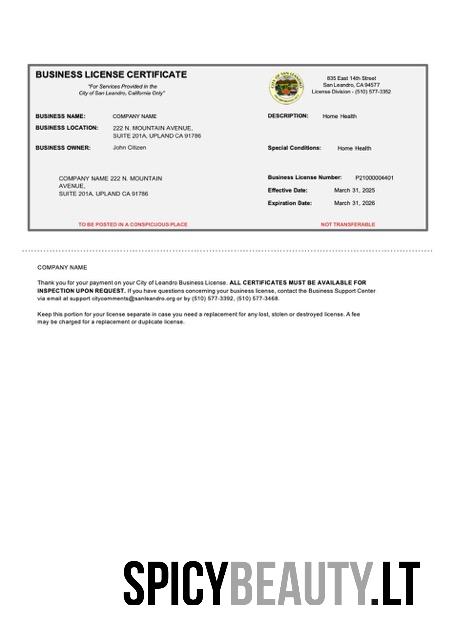 BUSINESS LICENSE CERTIFICATE
"For Services Provided in the
City of San Leandro, California Only"
835 East 14th Street
San Leandro, CA 94577
License Division - (510) 577-3392
BUSINESS NAME: COMPANY NAME
DESCRIPTION: Home Health
BUSINESS LOCATION: 222 N. MOUNTAIN AVENUE,
SUITE 201A, UPLAND CA 91786
BUSINESS OWNER: John Citizen
Special Conditions: Home Health
COMPANY NAME 222 N. MOUNTAIN
AVENUE,
SUITE 201A, UPLAND CA 91786
Business License Number: P21000004401
Effective Date: March 31, 2025
Expiration Date: March 31, 2026
TO BE POSTED IN A CONSPICUOUS PLACE
NOT TRANSFERABLE
COMPANY NAME
Thank you for your payment on your City of Leandro Business License. ALL CERTIFICATES MUST BE AVAILABLE FOR
INSPECTION UPON REQUEST. If you have questions concerning your business license, contact the Business Support Center
via email at support citycomments@sanleandro.org or by (510) 577-3392, (510) 577-3468.
Keep this portion for your license separate in case you need a replacement for any lost, stolen or destroyed license. A fee
may be charged for a replacement or duplicate license.
SPICYBEAUTY.LT